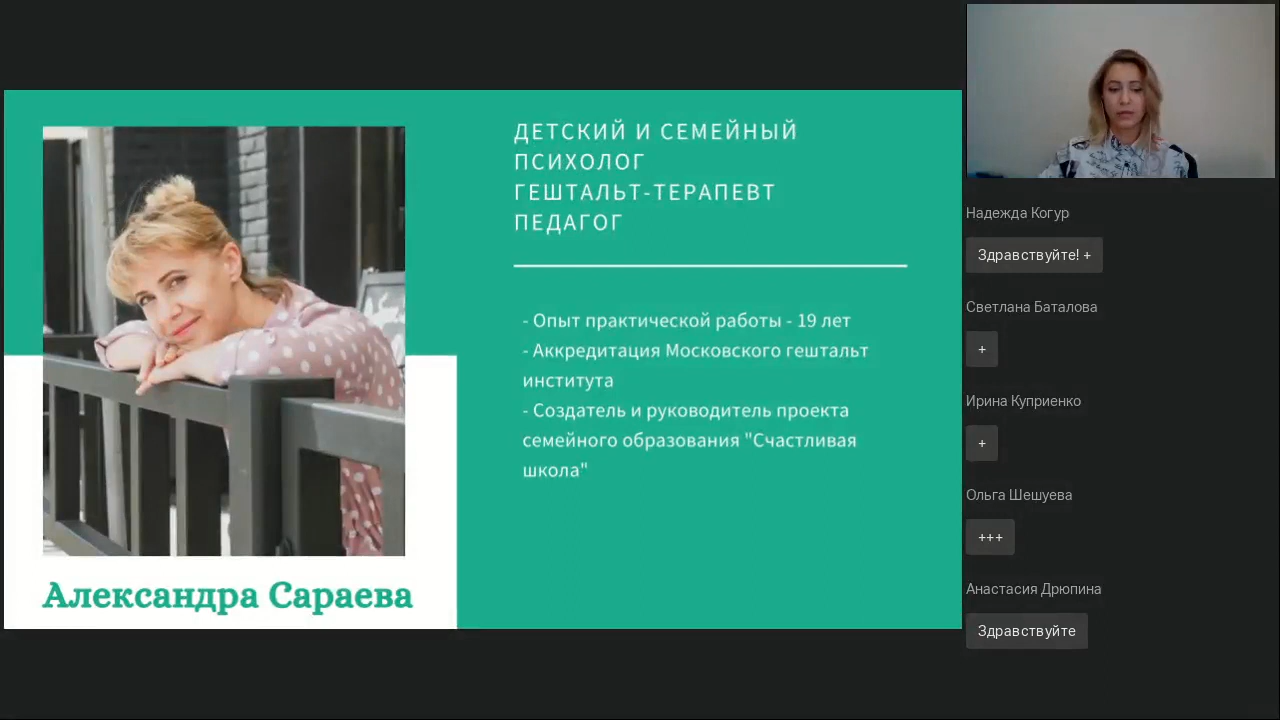 ДЕТСКИЙ И СЕМЕЙНЫЙ
ПСИХОЛОГ
ГЕШТАЛЬТ-ТЕРАПЕВТ
ПЕДАГОГ
- Опыт практической работы - 19 лет
- Аккредитация Московского гештальт
института
- Создатель и руководитель проекта
семейного образования "Счастливая
школа"
Александра Сараева
Надежда Когур
Здравствуйте! +
Светлана Баталова
+
Ирина Куприенко
+
Ольга Шешуева
+++
Анастасия Дрюпина
Здравствуйте